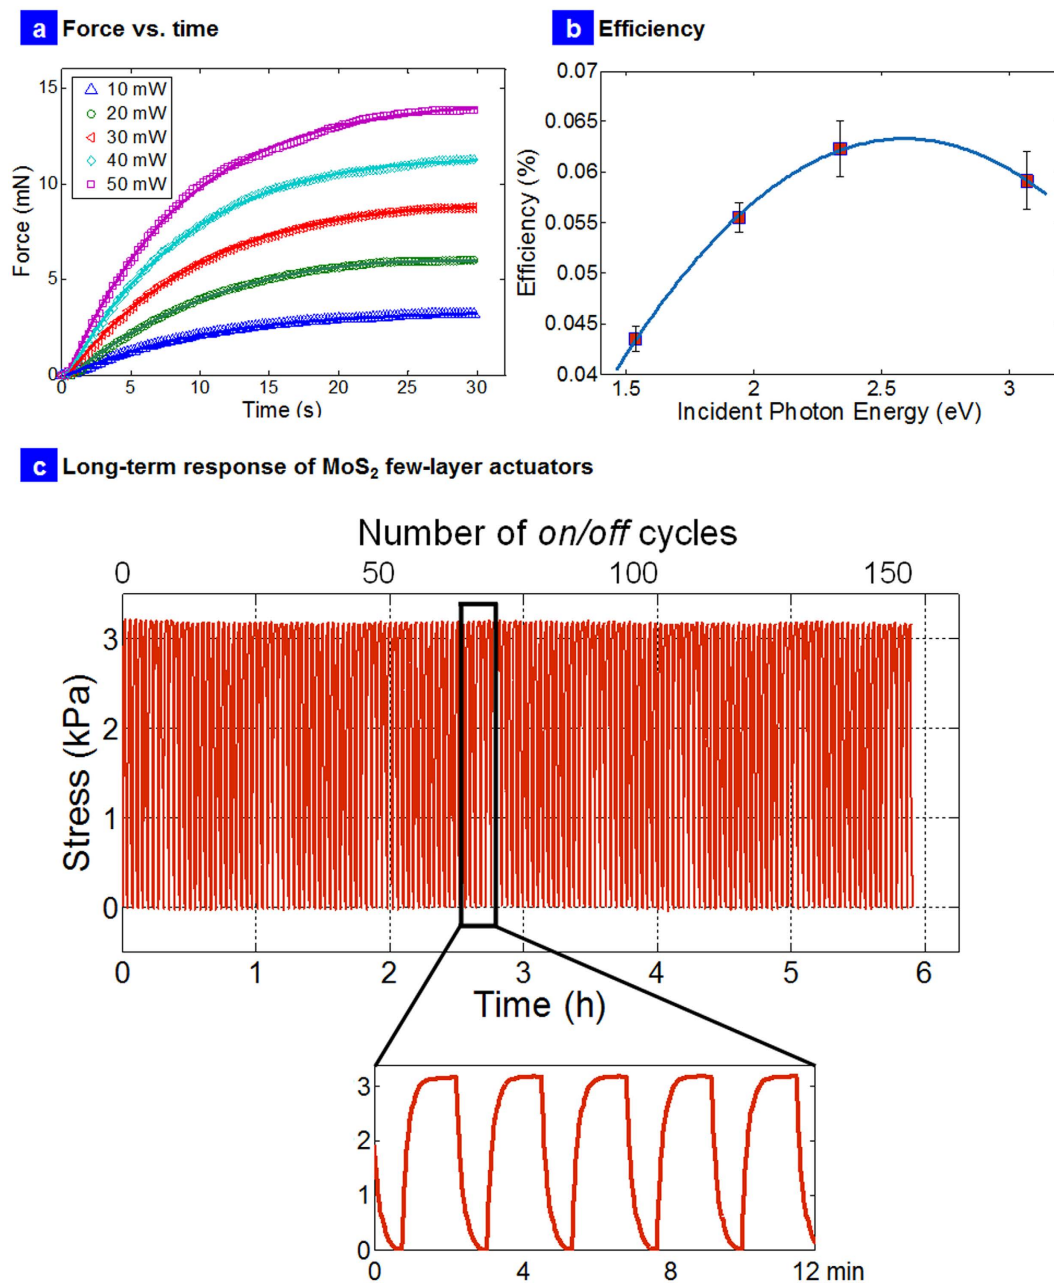 a Force vs. time
b Efficiency
15
10
5
0
Force (mN)
10 mW
20 mW
30 mW
40 mW
50 mW
0 5 10 15 20 25 30
Time (s)
0.07
0.065
0.06
0.055
0.05
0.045
0.04
Efficiency (%)
1.5 2 2.5 3
Incident Photon Energy (eV)
c Long-term response of MoS₂ few-layer actuators
Number of on/off cycles
0 50 100 150
3
2
1
0
Stress (kPa)
0 1 2 3 4 5 6
Time (h)
3
2
1
0
0 4 8 12 min